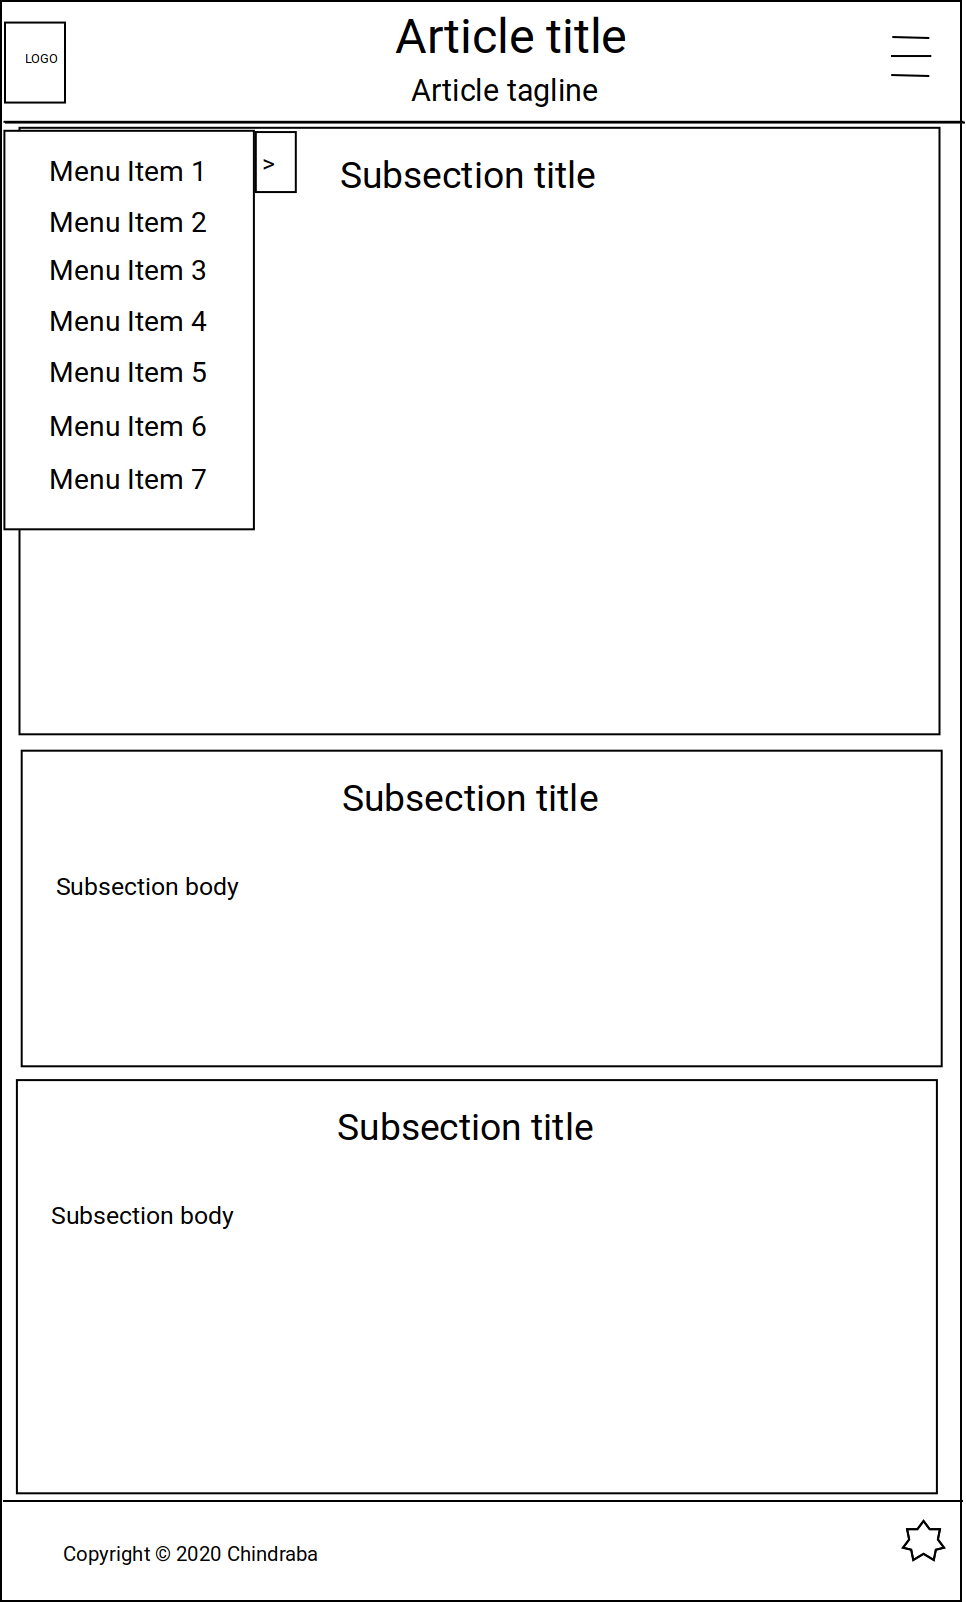 LOGO
Article title
Article tagline
Menu Item 1
Menu Item 2
Menu Item 3
Menu Item 4
Menu Item 5
Menu Item 6
Menu Item 7
>
Subsection title
Subsection title
Subsection body
Subsection title
Subsection body
Copyright © 2020 Chindraba